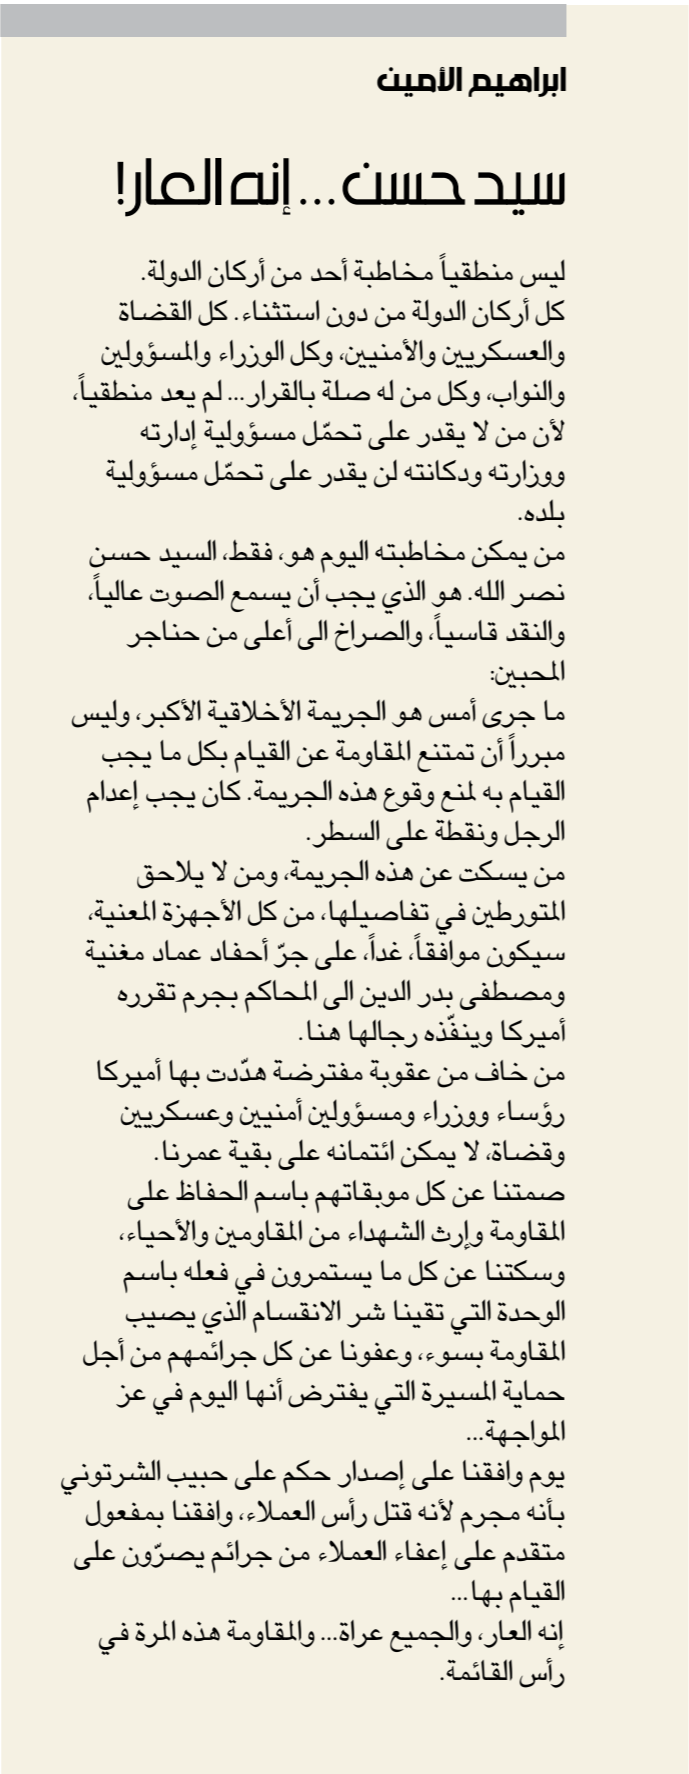 ابراهيم الأمين
سيد حسن... إنه العار!
ليس منطقياً مخاطبة أحد من أركان الدولة.
كل أركان الدولة من دون استثناء. كل القضاة
والعسكريين والأمنيين، وكل الوزراء والمسؤولين
والنواب، وكل من له صلة بالقرار... لم يعد منطقياً،
لأن من لا يقدر على تحمّل مسؤولية إدارته
ووزارته ودكانته لن يقدر على تحمّل مسؤولية
بلده.
من يمكن مخاطبته اليوم هو، فقط، السيد حسن
نصر الله. هو الذي يجب أن يسمع الصوت عالياً،
والنقد قاسياً، والصراخ الى أعلى من حناجر
المحبين:
ما جرى أمس هو الجريمة الأخلاقية الأكبر، وليس
مبرراً أن تمتنع المقاومة عن القيام بكل ما يجب
القيام به لمنع وقوع هذه الجريمة. كان يجب إعدام
الرجل ونقطة على السطر.
من يسكت عن هذه الجريمة، ومن لا يلاحق
المتورطين في تفاصيلها، من كل الأجهزة المعنية،
سيكون موافقاً، غداً، على جرّ أحفاد عماد مغنية
ومصطفى بدر الدين الى المحاكم بجرم تقرره
أميركا وينفّذه رجالها هنا.
من خاف من عقوبة مفترضة هدّدت بها أميركا
رؤساء ووزراء ومسؤولين أمنيين وعسكريين
وقضاة، لا يمكن ائتمانه على بقية عمرنا.
صمتنا عن كل موبقاتهم باسم الحفاظ على
المقاومة وإرث الشهداء من المقاومين والأحياء،
وسكتنا عن كل ما يستمرون في فعله باسم
الوحدة التي تقينا شر الانقسام الذي يصيب
المقاومة بسوء، وعفونا عن كل جرائمهم من أجل
حماية المسيرة التي يفترض أنها اليوم في عز
المواجهة...
يوم وافقنا على إصدار حكم على حبيب الشرتوني
بأنه مجرم لأنه قتل رأس العملاء، وافقنا بمفعول
متقدم على إعفاء العملاء من جرائم يصرّون على
القيام بها...
إنه العار، والجميع عراة... والمقاومة هذه المرة في
رأس القائمة.